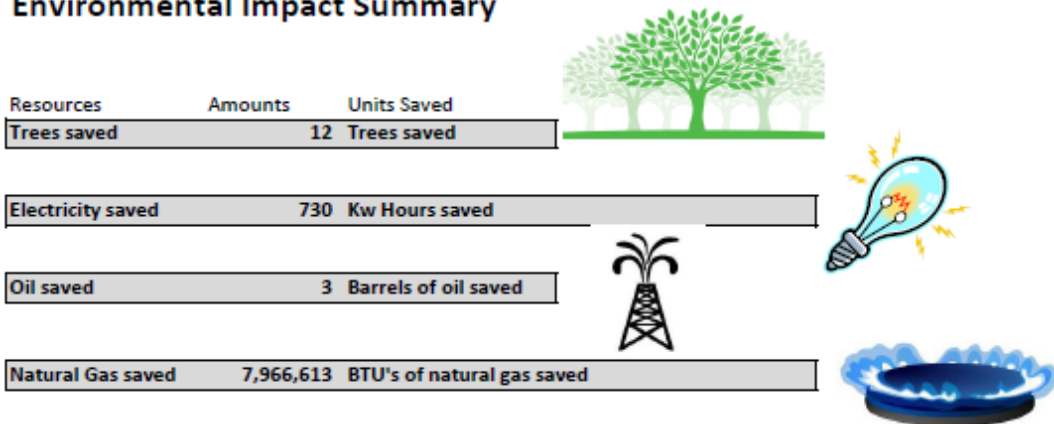 Environmental Impact Summary
Resources Amounts Units Saved
Trees saved 12 Trees saved
Electricity saved 730 Kw Hours saved
Oil saved 3 Barrels of oil saved
Natural Gas saved 7,966,613 BTU's of natural gas saved